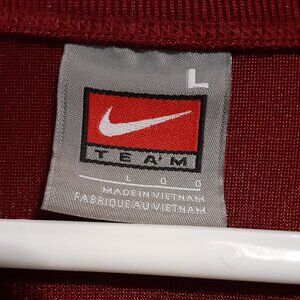 L
TEAM
L G G
MADE IN VIETNAM
FABRIQUE AU VIETNAM